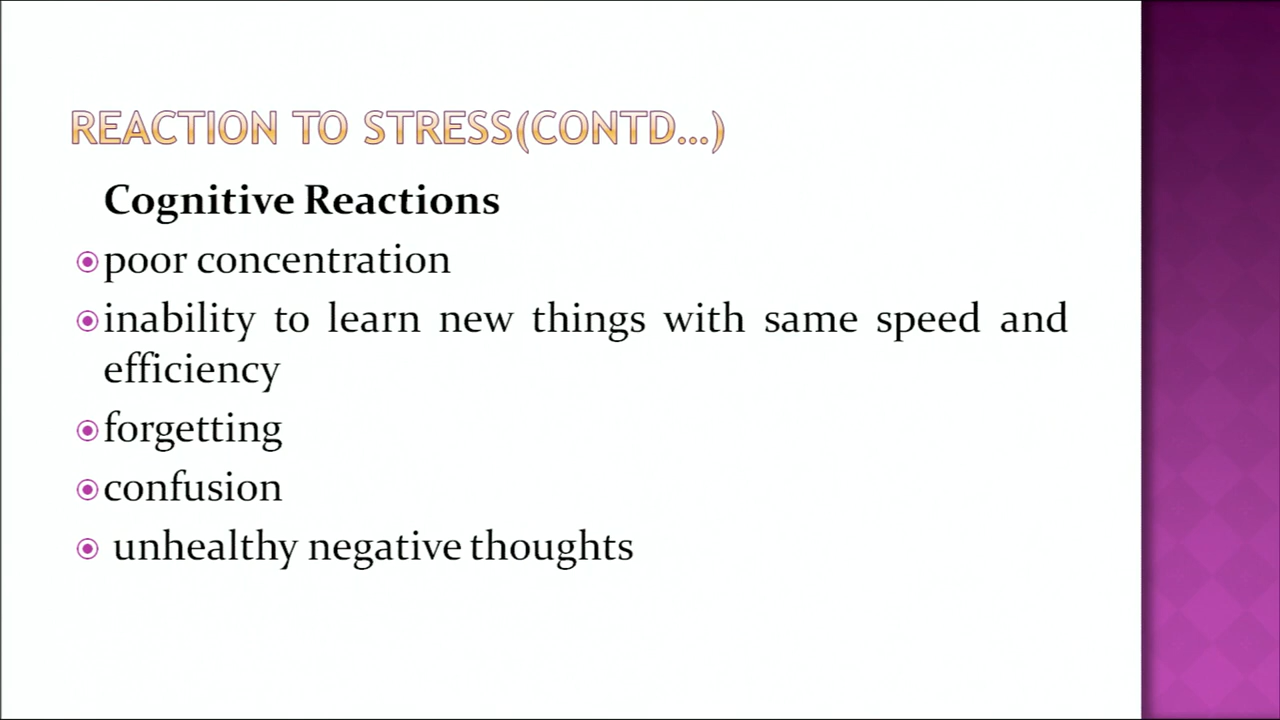 REACTION TO STRESS(CONTD...)
Cognitive Reactions
poor concentration
inability to learn new things with same speed and
efficiency
forgetting
confusion
unhealthy negative thoughts